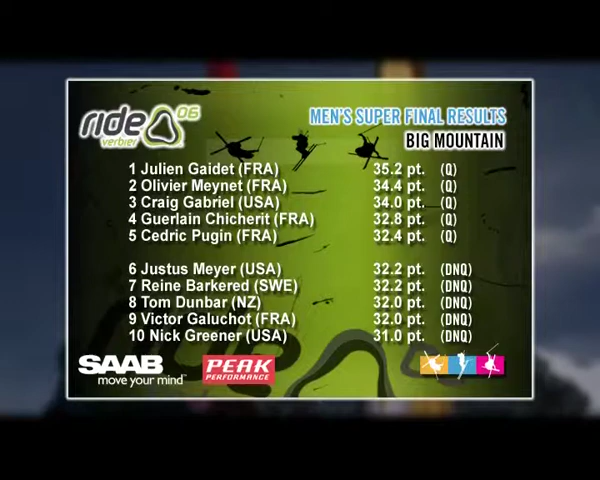 ride 06
verbier
MEN'S SUPER FINAL RESULTS
BIG MOUNTAIN
1 Julien Gaidet (FRA) 35.2 pt. (Q)
2 Olivier Meynet (FRA) 34.4 pt. (Q)
3 Craig Gabriel (USA) 34.0 pt. (Q)
4 Guerlain Chicherit (FRA) 32.8 pt. (Q)
5 Cedric Pugin (FRA) 32.4 pt. (Q)
6 Justus Meyer (USA) 32.2 pt. (DNQ)
7 Reine Barkered (SWE) 32.2 pt. (DNQ)
8 Tom Dunbar (NZ) 32.0 pt. (DNQ)
9 Victor Galuchot (FRA) 32.0 pt. (DNQ)
10 Nick Greener (USA) 31.0 pt. (DNQ)
SAAB
move your mind™
PEAK
PERFORMANCE